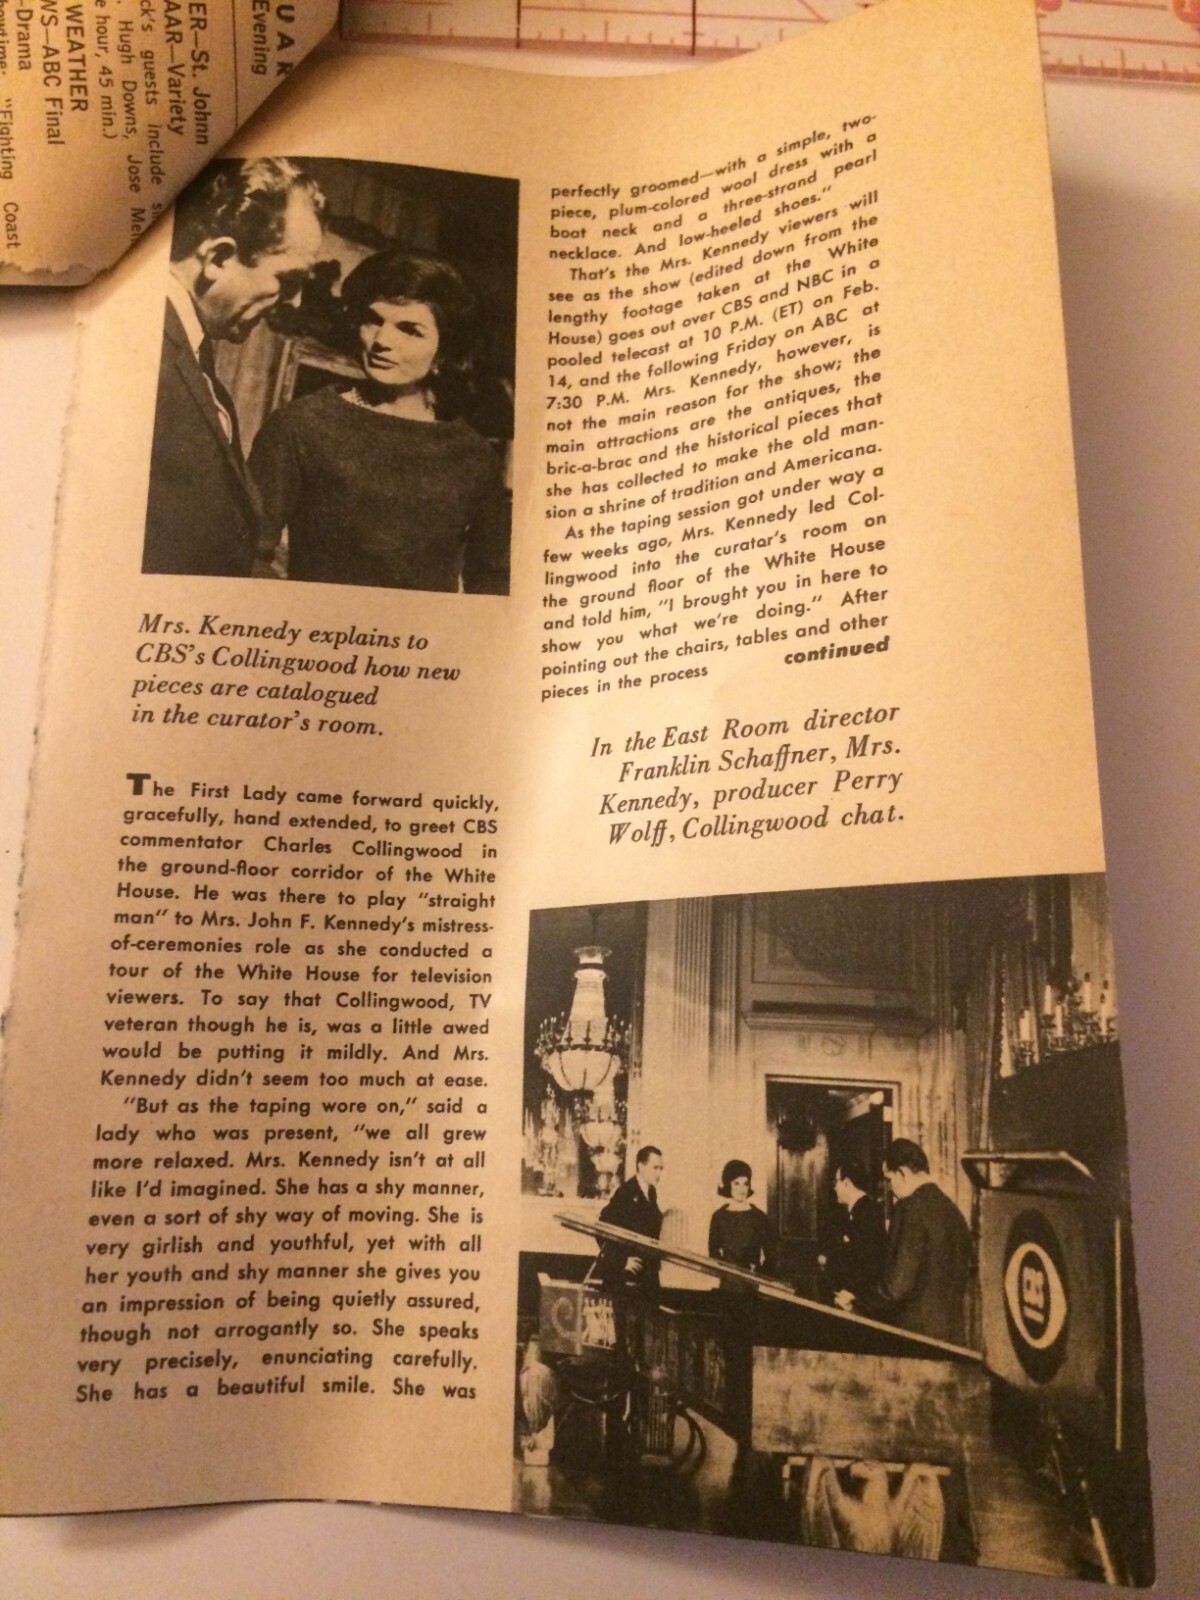 UAR
Evening
ER—St. Johnn
AAR—Variety
ck's guests include
Hugh Downs, Jose
e hour, 45 min.)
WEATHER
WS—ABC Final
-Drama
"Fighting Coast
Mrs. Kennedy explains to
CBS's Collingwood how new
pieces are catalogued
in the curator's room.
The First Lady came forward quickly,
gracefully, hand extended, to greet CBS
commentator Charles Collingwood in
the ground-floor corridor of the White
House. He was there to play "straight
man" to Mrs. John F. Kennedy's mistress-
of-ceremonies role as she conducted a
tour of the White House for television
viewers. To say that Collingwood, TV
veteran though he is, was a little awed
would be putting it mildly. And Mrs.
Kennedy didn't seem too much at ease.
"But as the taping wore on," said a
lady who was present, "we all grew
more relaxed. Mrs. Kennedy isn't at all
like I'd imagined. She has a shy manner,
even a sort of shy way of moving. She is
very girlish and youthful, yet with all
her youth and shy manner she gives you
an impression of being quietly assured,
though not arrogantly so. She speaks
very precisely, enunciating carefully.
She has a beautiful smile. She was
perfectly groomed—with a simple, two-
piece, plum-colored wool dress with a
boat neck and a three-strand pearl
necklace. And low-heeled shoes."
That's the Mrs. Kennedy viewers will
see as the show (edited down from the
lengthy footage taken at the White
House) goes out over CBS and NBC in a
pooled telecast at 10 P.M. (ET) on Feb.
14, and the following Friday on ABC at
7:30 P.M. Mrs. Kennedy, however, is
not the main reason for the show; the
main attractions are the antiques, the
bric-a-brac and the historical pieces that
she has collected to make the old man-
sion a shrine of tradition and Americana.
As the taping session got under way a
few weeks ago, Mrs. Kennedy led Col-
lingwood into the curator's room on
the ground floor of the White House
and told him, "I brought you in here to
show you what we're doing." After
pointing out the chairs, tables and other
pieces in the process continued
In the East Room director
Franklin Schaffner, Mrs.
Kennedy, producer Perry
Wolff, Collingwood chat.